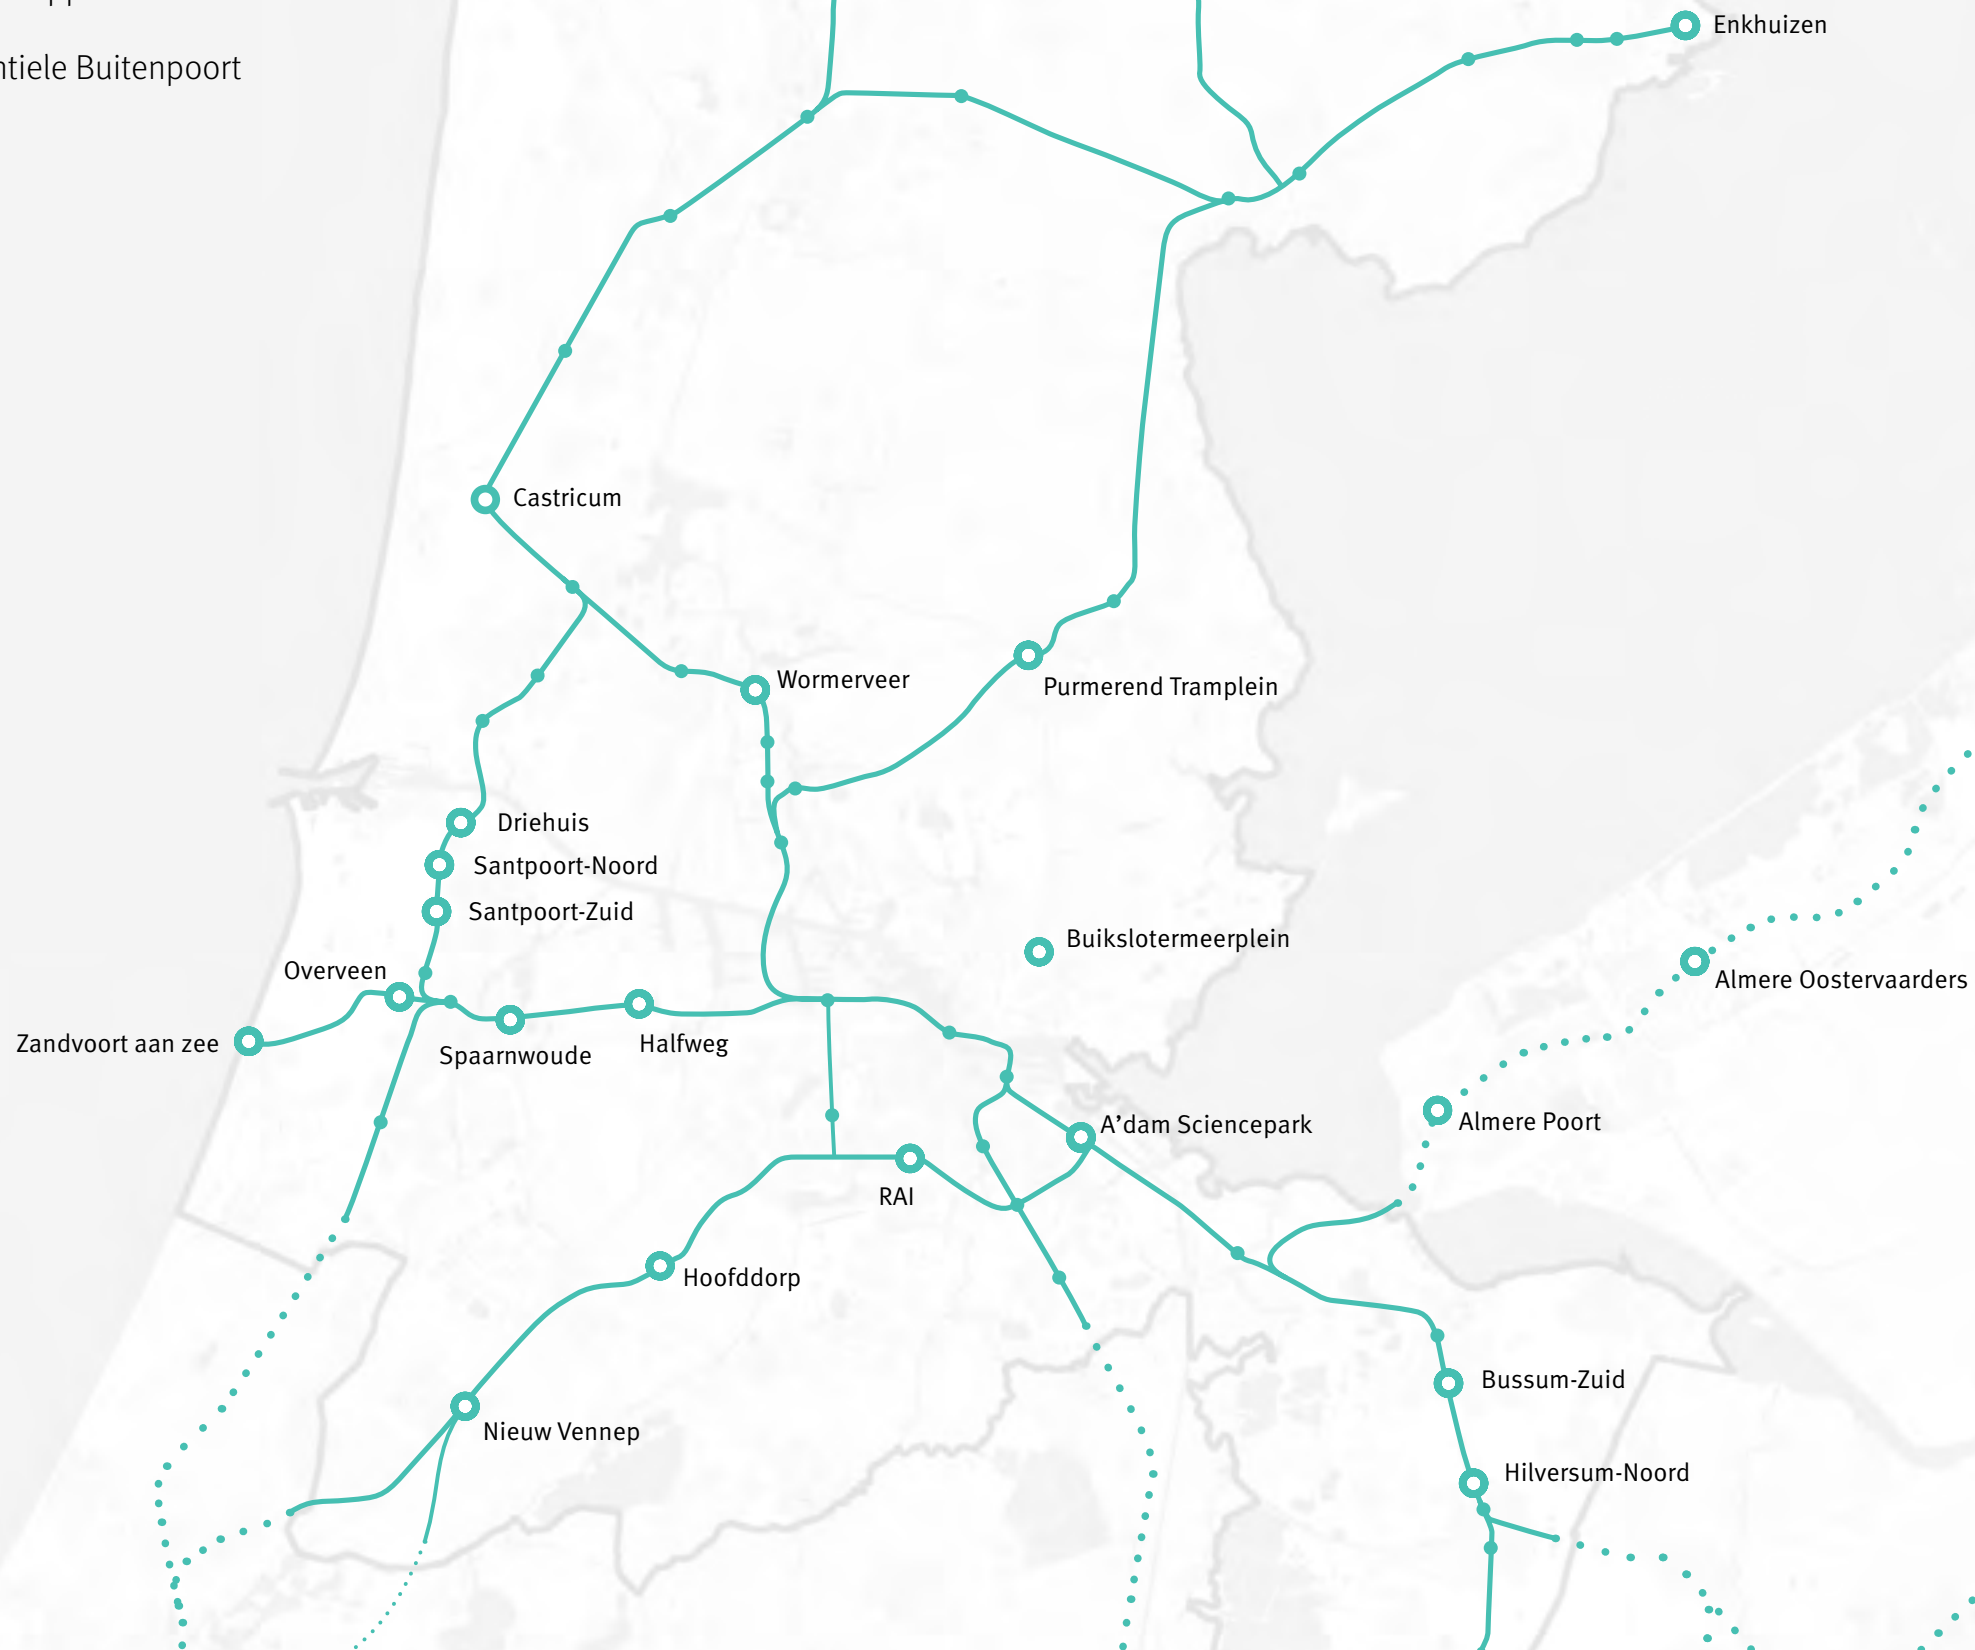 Enkhuizen
Buitenpoort
Castricum
Wormerveer
Purmerend Tramplein
Driehuis
Santpoort-Noord
Santpoort-Zuid
Buikslotermeerplein
Overveen
Almere Oostervaarders
Zandvoort aan zee
Spaarnwoude
Halfweg
A'dam Sciencepark
Almere Poort
RAI
Hoofddorp
Bussum-Zuid
Nieuw Vennep
Hilversum-Noord